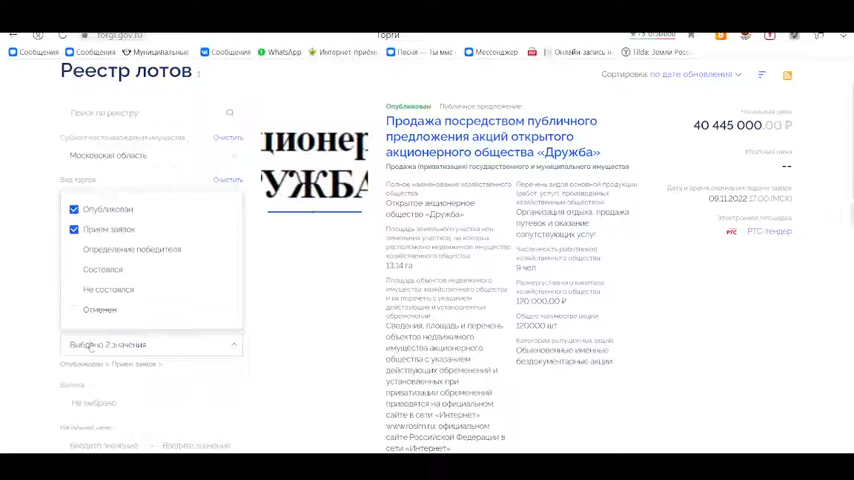 torgi.gov.ru
Торги
Сообщения
Сообщения
Муниципальные
Сообщения
WhatsApp
Интернет-приём
Песня — Ты мне
Мессенджер
Онлайн-запись н
Tilda: Земли Рос
Реестр лотов
Сортировка: по дате обновления
Поиск по реестру
Субъект местонахождения имущества
Очистить
Московская область
Вид торгов
Очистить
Опубликован
Прием заявок
Определение победителя
Состоялся
Не состоялся
Отменен
Выбрано 2 значения
Опубликован × Прием заявок ×
Валюта
Не выбрано
Начальная цена
Введите значение - Введите значение
ционер
РУЖБА
Опубликован Публичное предложение
Продажа посредством публичного
предложения акций открытого
акционерного общества «Дружба»
Продажа (приватизация) государственного и муниципального имущества
Полное наименование хозяйственного
общества
Открытое акционерное
общество «Дружба»
Площадь земельного участка или
земельных участков, на которых
расположено недвижимое имущество
хозяйственного общества
13,14 га
Площадь объектов недвижимого
имущества хозяйственного общества
и их перечень с указанием
действующих и установленных
при приватизации
обременений
Сведения, площадь и перечень
объектов недвижимого
имущества акционерного
общества с указанием
действующих обременений и
установленных при
приватизации обременений
приводятся на официальном
сайте в сети «Интернет»
www.rosim.ru, официальном
сайте Российской Федерации в
сети «Интернет»
Перечень видов основной продукции
(работ, услуг), производимых
хозяйственным обществом
Организация отдыха, продажа
путевок и оказание
сопутствующих услуг
Численность работников
хозяйственного общества
9 чел
Размер уставного капитала
хозяйственного общества
120 000,00 ₽
Общее количество акций
120000 шт
Категории выпущенных акций
Обыкновенные именные
бездокументарные акции
Начальная цена
40 445 000.00 ₽
Итоговая цена
--
Дата и время окончания подачи заявок
09.11.2022 17:00 (МСК)
Электронная площадка
РТС РТС-тендер